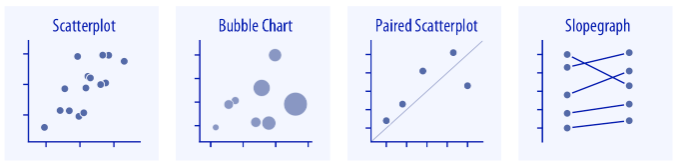 Scatterplot
Bubble Chart
Paired Scatterplot
Slopegraph